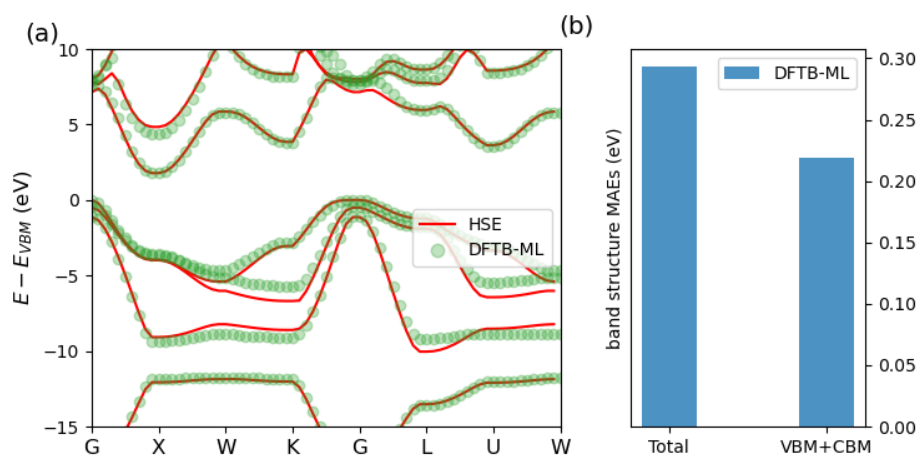 (a)
(b)
10
5
0
−5
−10
−15
E − E_VBM (eV)
HSE
DFTB-ML
G X W K G L U W
DFTB-ML
band structure MAEs (eV)
0.30
0.25
0.20
0.15
0.10
0.05
0.00
Total VBM+CBM